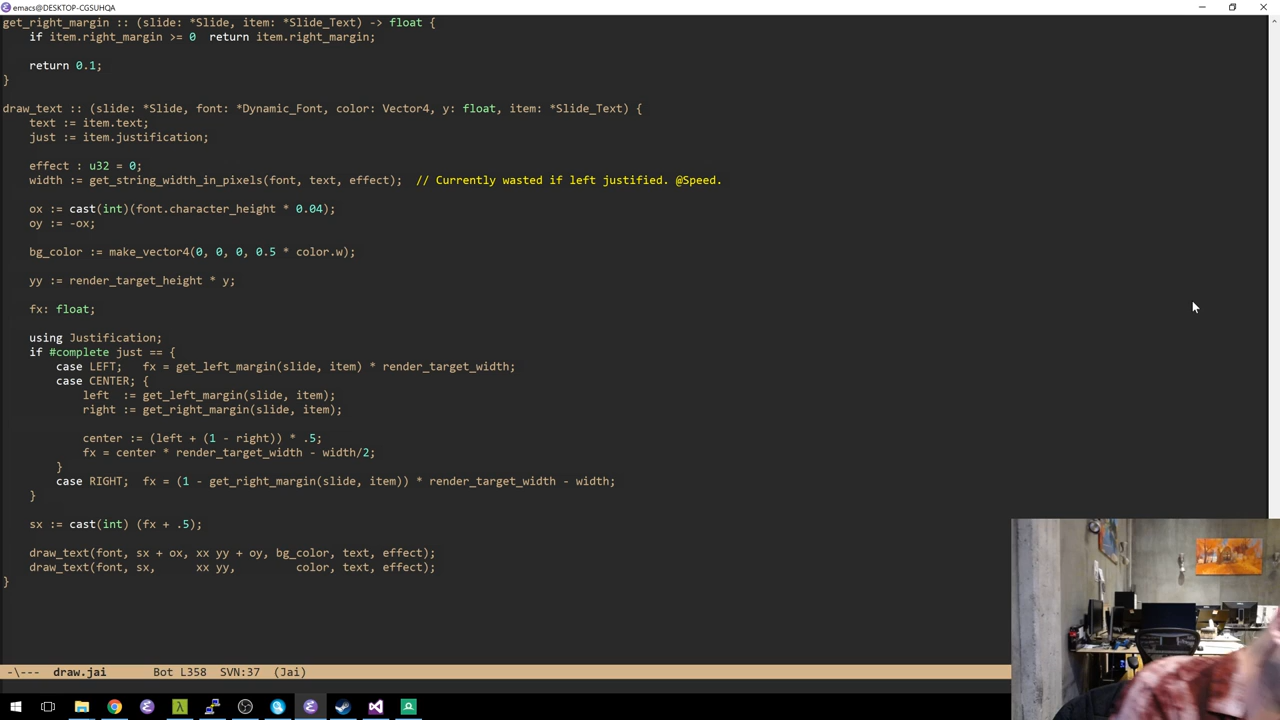 emacs@DESKTOP-CGSUHQA
get_right_margin :: (slide: *Slide, item: *Slide_Text) -> float {
    if item.right_margin >= 0  return item.right_margin;
    return 0.1;
}
draw_text :: (slide: *Slide, font: *Dynamic_Font, color: Vector4, y: float, item: *Slide_Text) {
    text := item.text;
    just := item.justification;
    effect : u32 = 0;
    width := get_string_width_in_pixels(font, text, effect);  // Currently wasted if left justified. @Speed.
    ox := cast(int)(font.character_height * 0.04);
    oy := -ox;
    bg_color := make_vector4(0, 0, 0, 0.5 * color.w);
    yy := render_target_height * y;
    fx: float;
    using Justification;
    if #complete just == {
        case LEFT;   fx = get_left_margin(slide, item) * render_target_width;
        case CENTER; {
            left  := get_left_margin(slide, item);
            right := get_right_margin(slide, item);
            center := (left + (1 - right)) * .5;
            fx = center * render_target_width - width/2;
        }
        case RIGHT;  fx = (1 - get_right_margin(slide, item)) * render_target_width - width;
    }
    sx := cast(int) (fx + .5);
    draw_text(font, sx + ox, xx yy + oy, bg_color, text, effect);
    draw_text(font, sx,      xx yy,         color, text, effect);
}
-\---  draw.jai       Bot L358  SVN:37  (Jai)